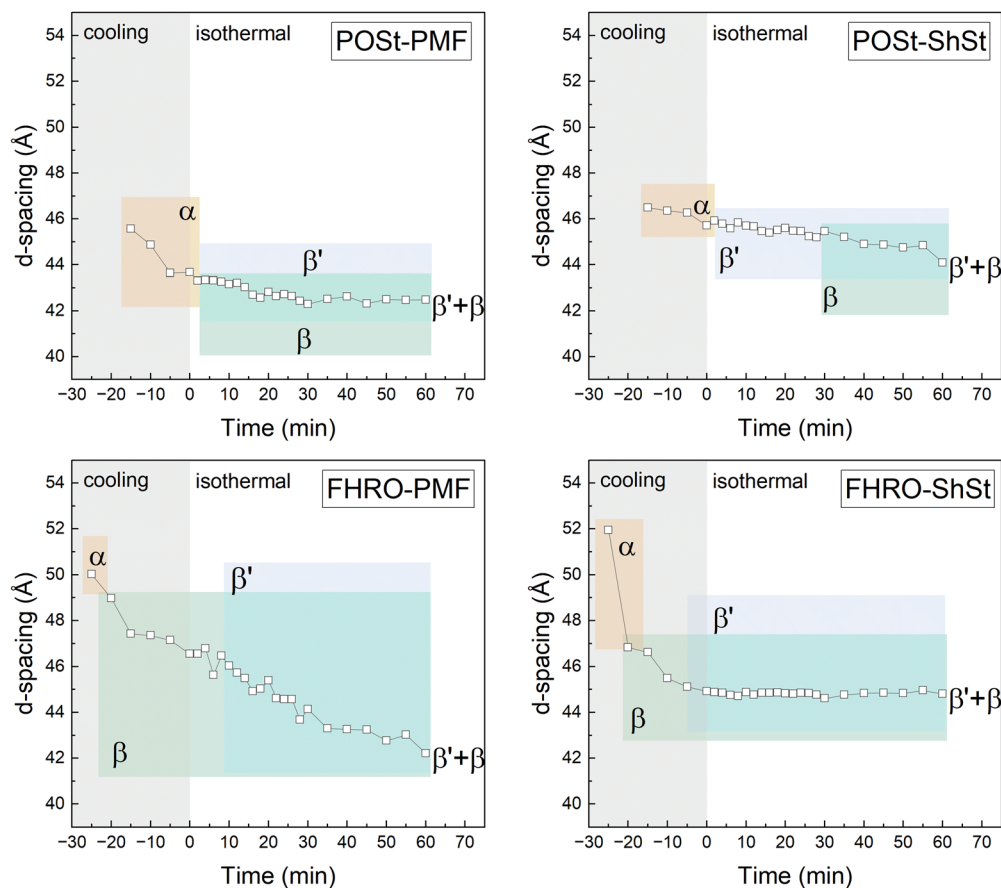 cooling isothermal POSt-PMF
54
52
50
48
46
44
42
40
d-spacing (Å)
α
β'
β
β'+β
−30 −20 −10 0 10 20 30 40 50 60 70
Time (min)
cooling isothermal POSt-ShSt
54
52
50
48
46
44
42
40
d-spacing (Å)
α
β'
β'+β
β
−30 −20 −10 0 10 20 30 40 50 60 70
Time (min)
cooling isothermal FHRO-PMF
54
52
50
48
46
44
42
40
d-spacing (Å)
α
β'
β
β'+β
−30 −20 −10 0 10 20 30 40 50 60 70
Time (min)
cooling isothermal FHRO-ShSt
54
52
50
48
46
44
42
40
d-spacing (Å)
α
β'
β
β'+β
−30 −20 −10 0 10 20 30 40 50 60 70
Time (min)